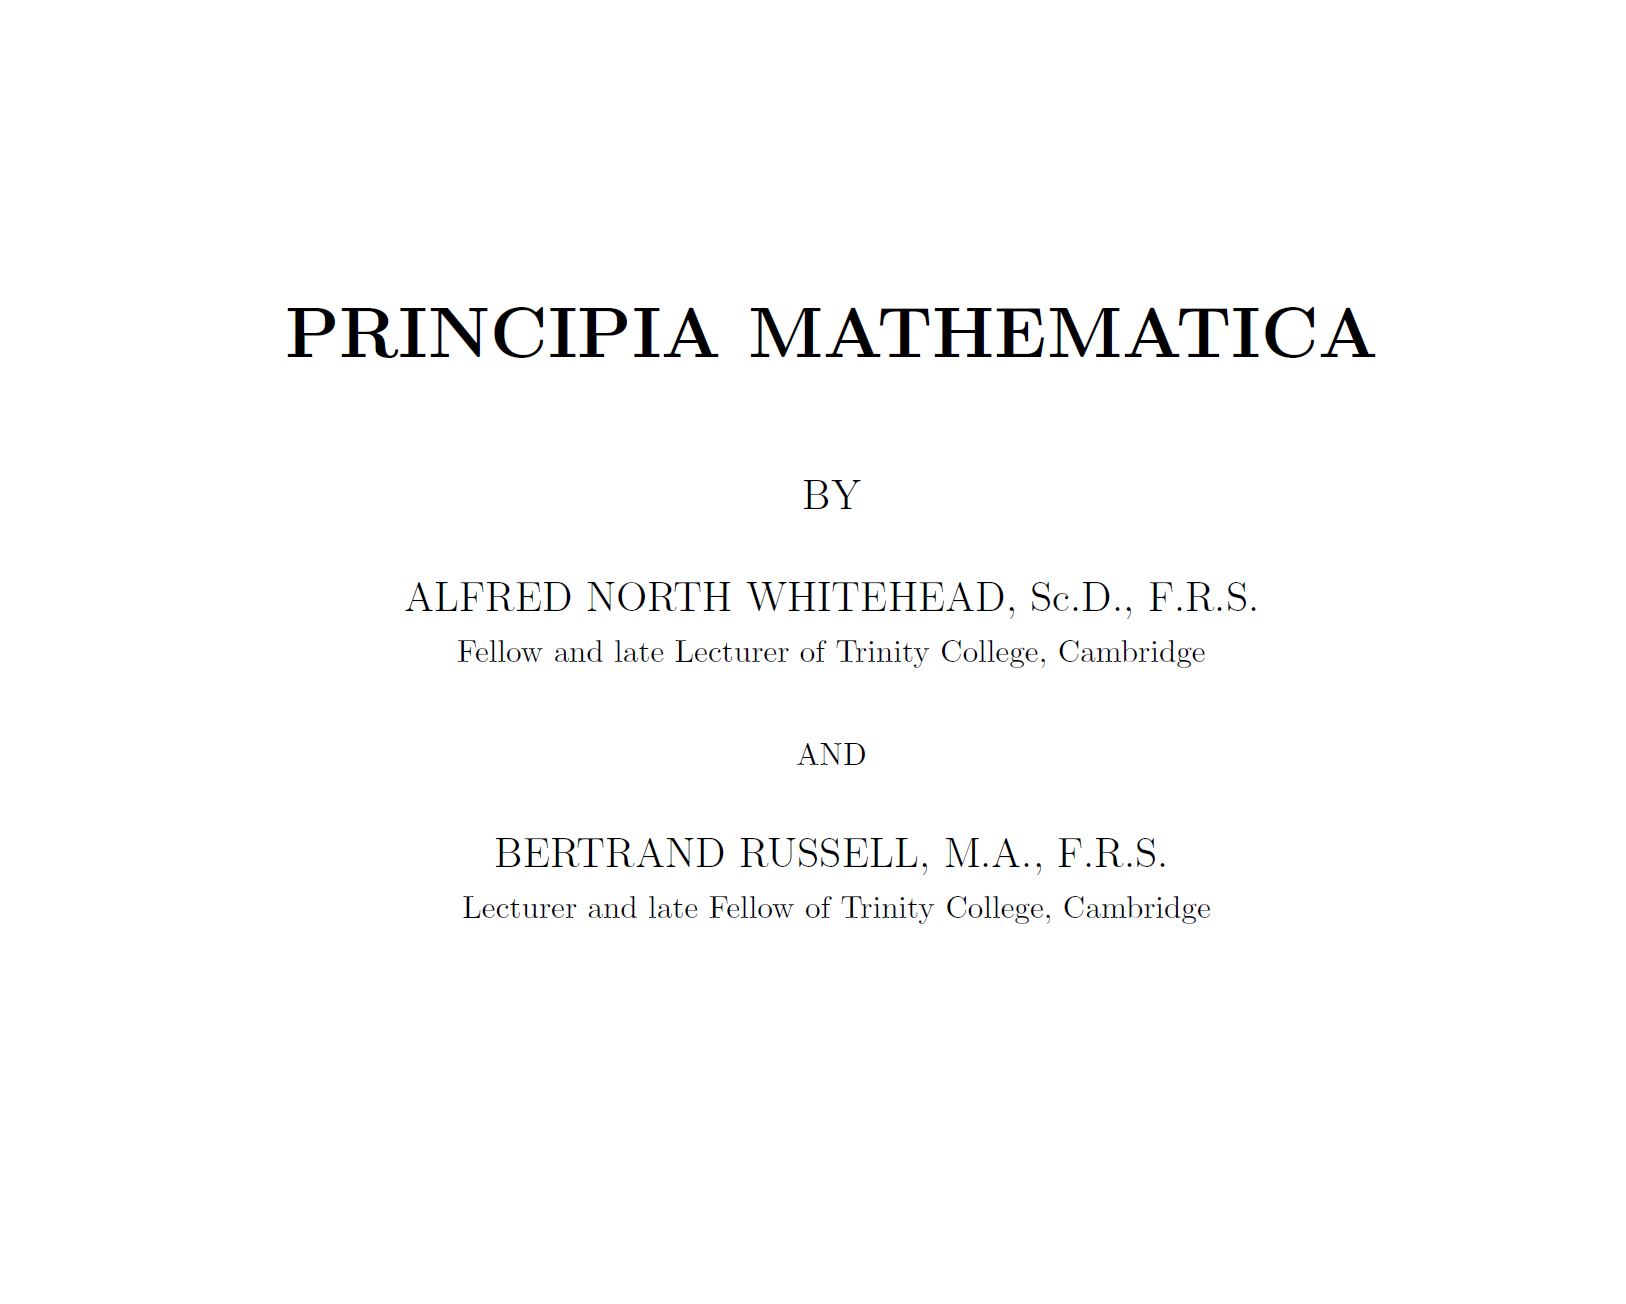 PRINCIPIA MATHEMATICA
BY
ALFRED NORTH WHITEHEAD, Sc.D., F.R.S.
Fellow and late Lecturer of Trinity College, Cambridge
AND
BERTRAND RUSSELL, M.A., F.R.S.
Lecturer and late Fellow of Trinity College, Cambridge